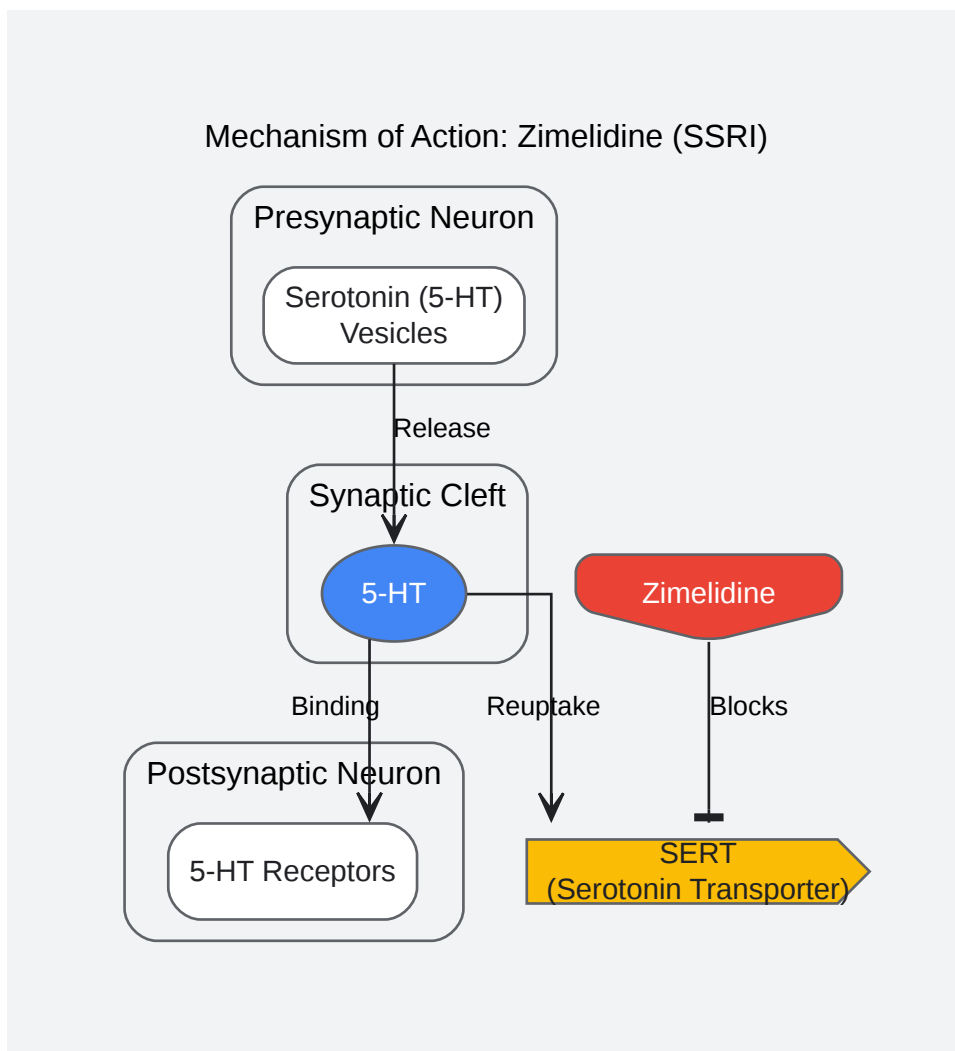 Mechanism of Action: Zimelidine (SSRI)
Presynaptic Neuron
Serotonin (5-HT)
Vesicles
Release
Synaptic Cleft
5-HT
Zimelidine
Binding
Reuptake
Blocks
Postsynaptic Neuron
5-HT Receptors
SERT
(Serotonin Transporter)